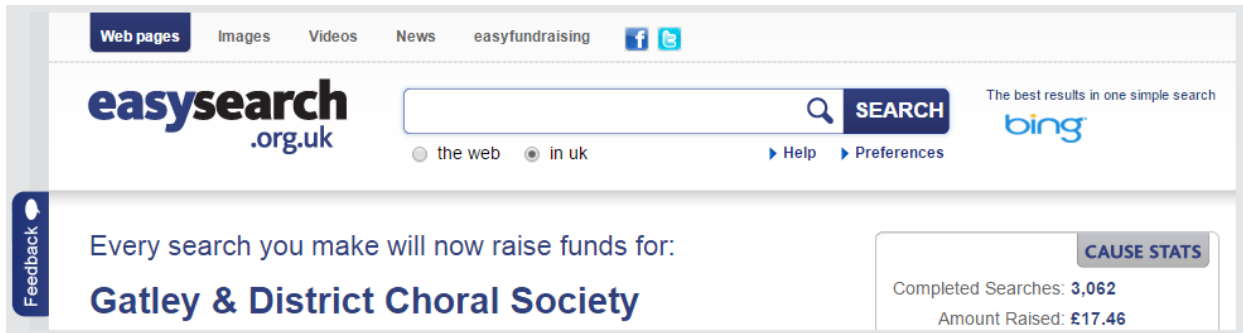 Web pages Images Videos News easyfundraising
easysearch
.org.uk
SEARCH
The best results in one simple search
bing
the web in uk
Help Preferences
Feedback
Every search you make will now raise funds for:
Gatley & District Choral Society
CAUSE STATS
Completed Searches: 3,062
Amount Raised: £17.46